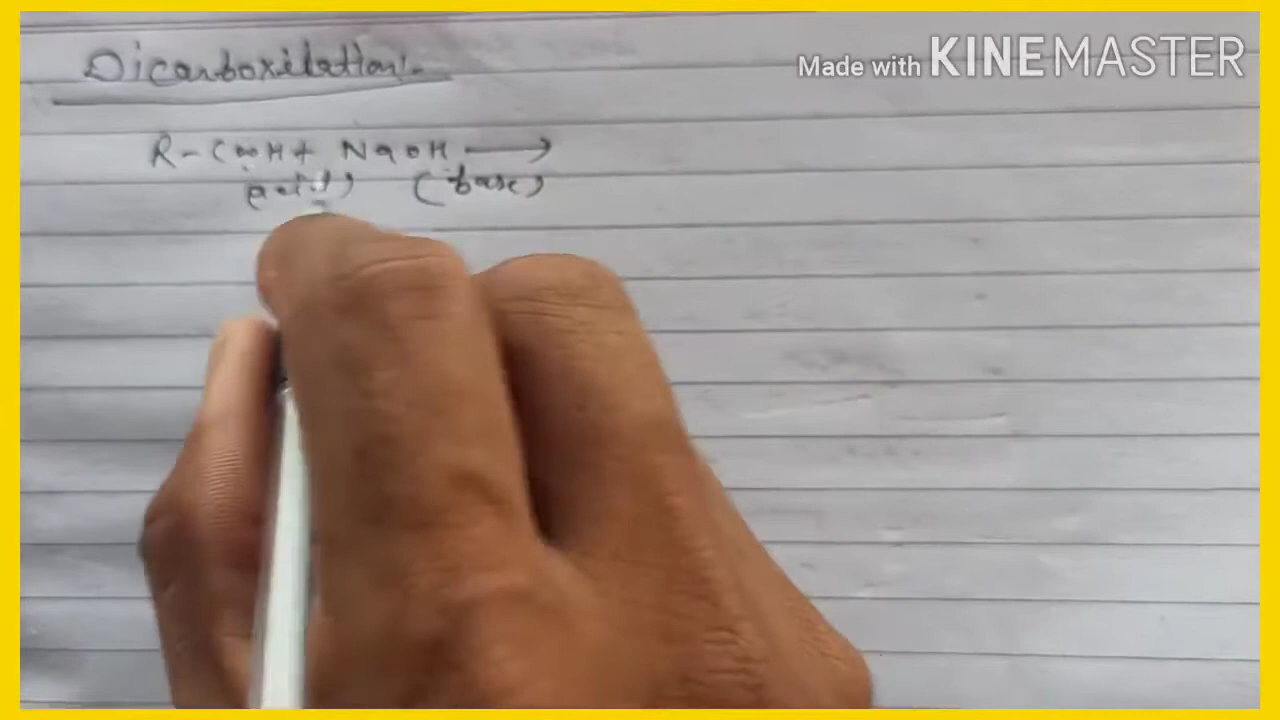 Dicarboxilation:-
Made with KINEMASTER
R-COOH + NaOH ⟶
(acid) (base)